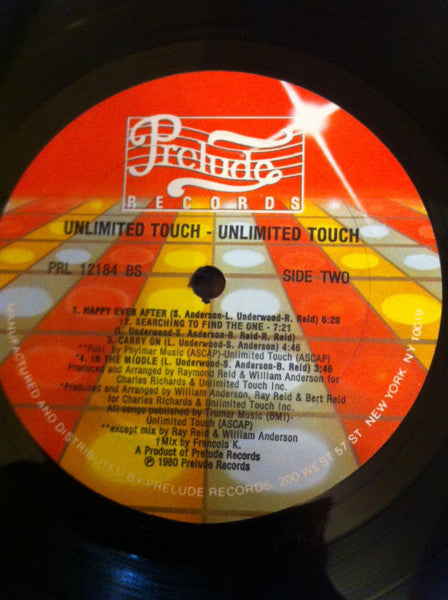 Prelude
RECORDS
UNLIMITED TOUCH - UNLIMITED TOUCH
PRL 12184 BS SIDE TWO
1. HAPPY EVER AFTER (S. Anderson-L. Underwood-R. Reid) 6:20
†2. SEARCHING TO FIND THE ONE - 7:21
(L. Underwood-B. Reid-R. Reid)
3. CARRY ON (L. Underwood-S. Anderson) 4:46
**Publ. by Phylmar Music (ASCAP)-Unlimited Touch (ASCAP)
*4. IN THE MIDDLE (L. Underwood-S. Anderson-B. Reid) 3:46
Produced and Arranged by Raymond Reid & William Anderson for
Charles Richards & Unlimited Touch Inc.
*Produced and Arranged by William Anderson, Ray Reid & Bert Reid
for Charles Richards & Unlimited Touch Inc.
All songs published by Trumar Music (BMI)-
Unlimited Touch (ASCAP)
**except mix by Ray Reid & William Anderson
†Mix by Francois K.
A Product of Prelude Records
℗ 1980 Prelude Records
MANUFACTURED AND DISTRIBUTED BY PRELUDE RECORDS, 200 WEST 57 ST. NEW YORK, NY 10019